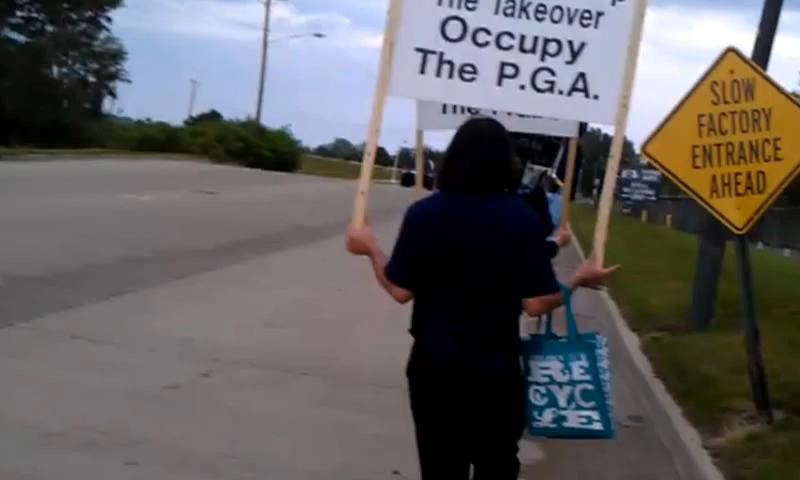 The Takeover
Occupy
The P.G.A.
SLOW
FACTORY
ENTRANCE
AHEAD
RE
CYC
LE